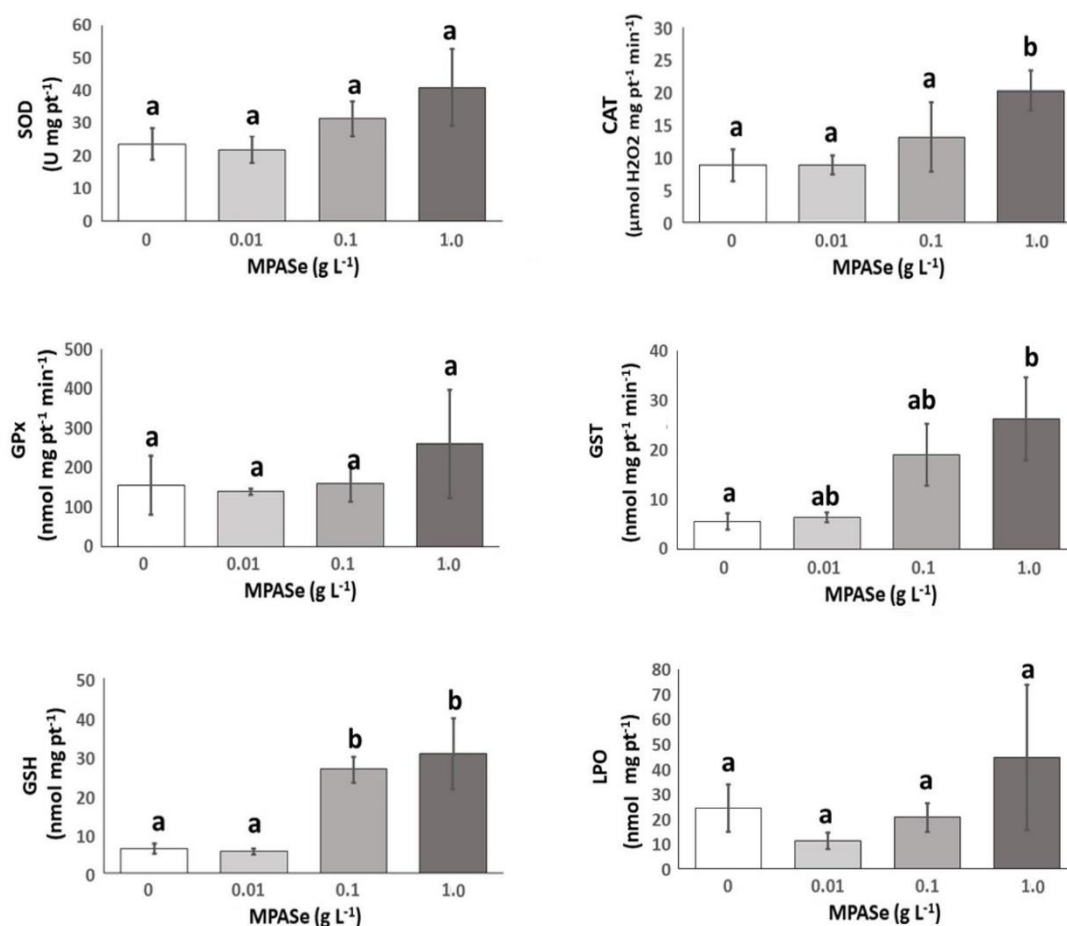 SOD
(U mg pt⁻¹)
60
50
40
30
20
10
0
a
a
a
a
0 0.01 0.1 1.0
MPASe (g L⁻¹)
CAT
(µmol H2O2 mg pt⁻¹ min⁻¹)
30
25
20
15
10
5
0
a
a
a
b
0 0.01 0.1 1.0
MPASe (g L⁻¹)
GPx
(nmol mg pt⁻¹ min⁻¹)
500
400
300
200
100
0
a
a
a
a
0 0.01 0.1 1.0
MPASe (g L⁻¹)
GST
(nmol mg pt⁻¹ min⁻¹)
40
30
20
10
0
a
ab
ab
b
0 0.01 0.1 1.0
MPASe (g L⁻¹)
GSH
(nmol mg pt⁻¹)
50
40
30
20
10
0
a
a
b
b
0 0.01 0.1 1.0
MPASe (g L⁻¹)
LPO
(nmol mg pt⁻¹)
80
70
60
50
40
30
20
10
0
a
a
a
a
0 0.01 0.1 1.0
MPASe (g L⁻¹)